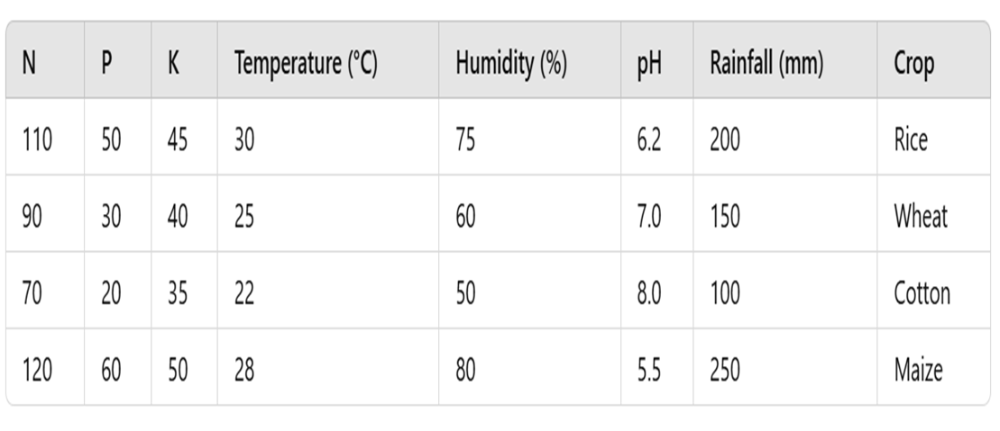 N P K Temperature (°C) Humidity (%) pH Rainfall (mm) Crop
110 50 45 30 75 6.2 200 Rice
90 30 40 25 60 7.0 150 Wheat
70 20 35 22 50 8.0 100 Cotton
120 60 50 28 80 5.5 250 Maize